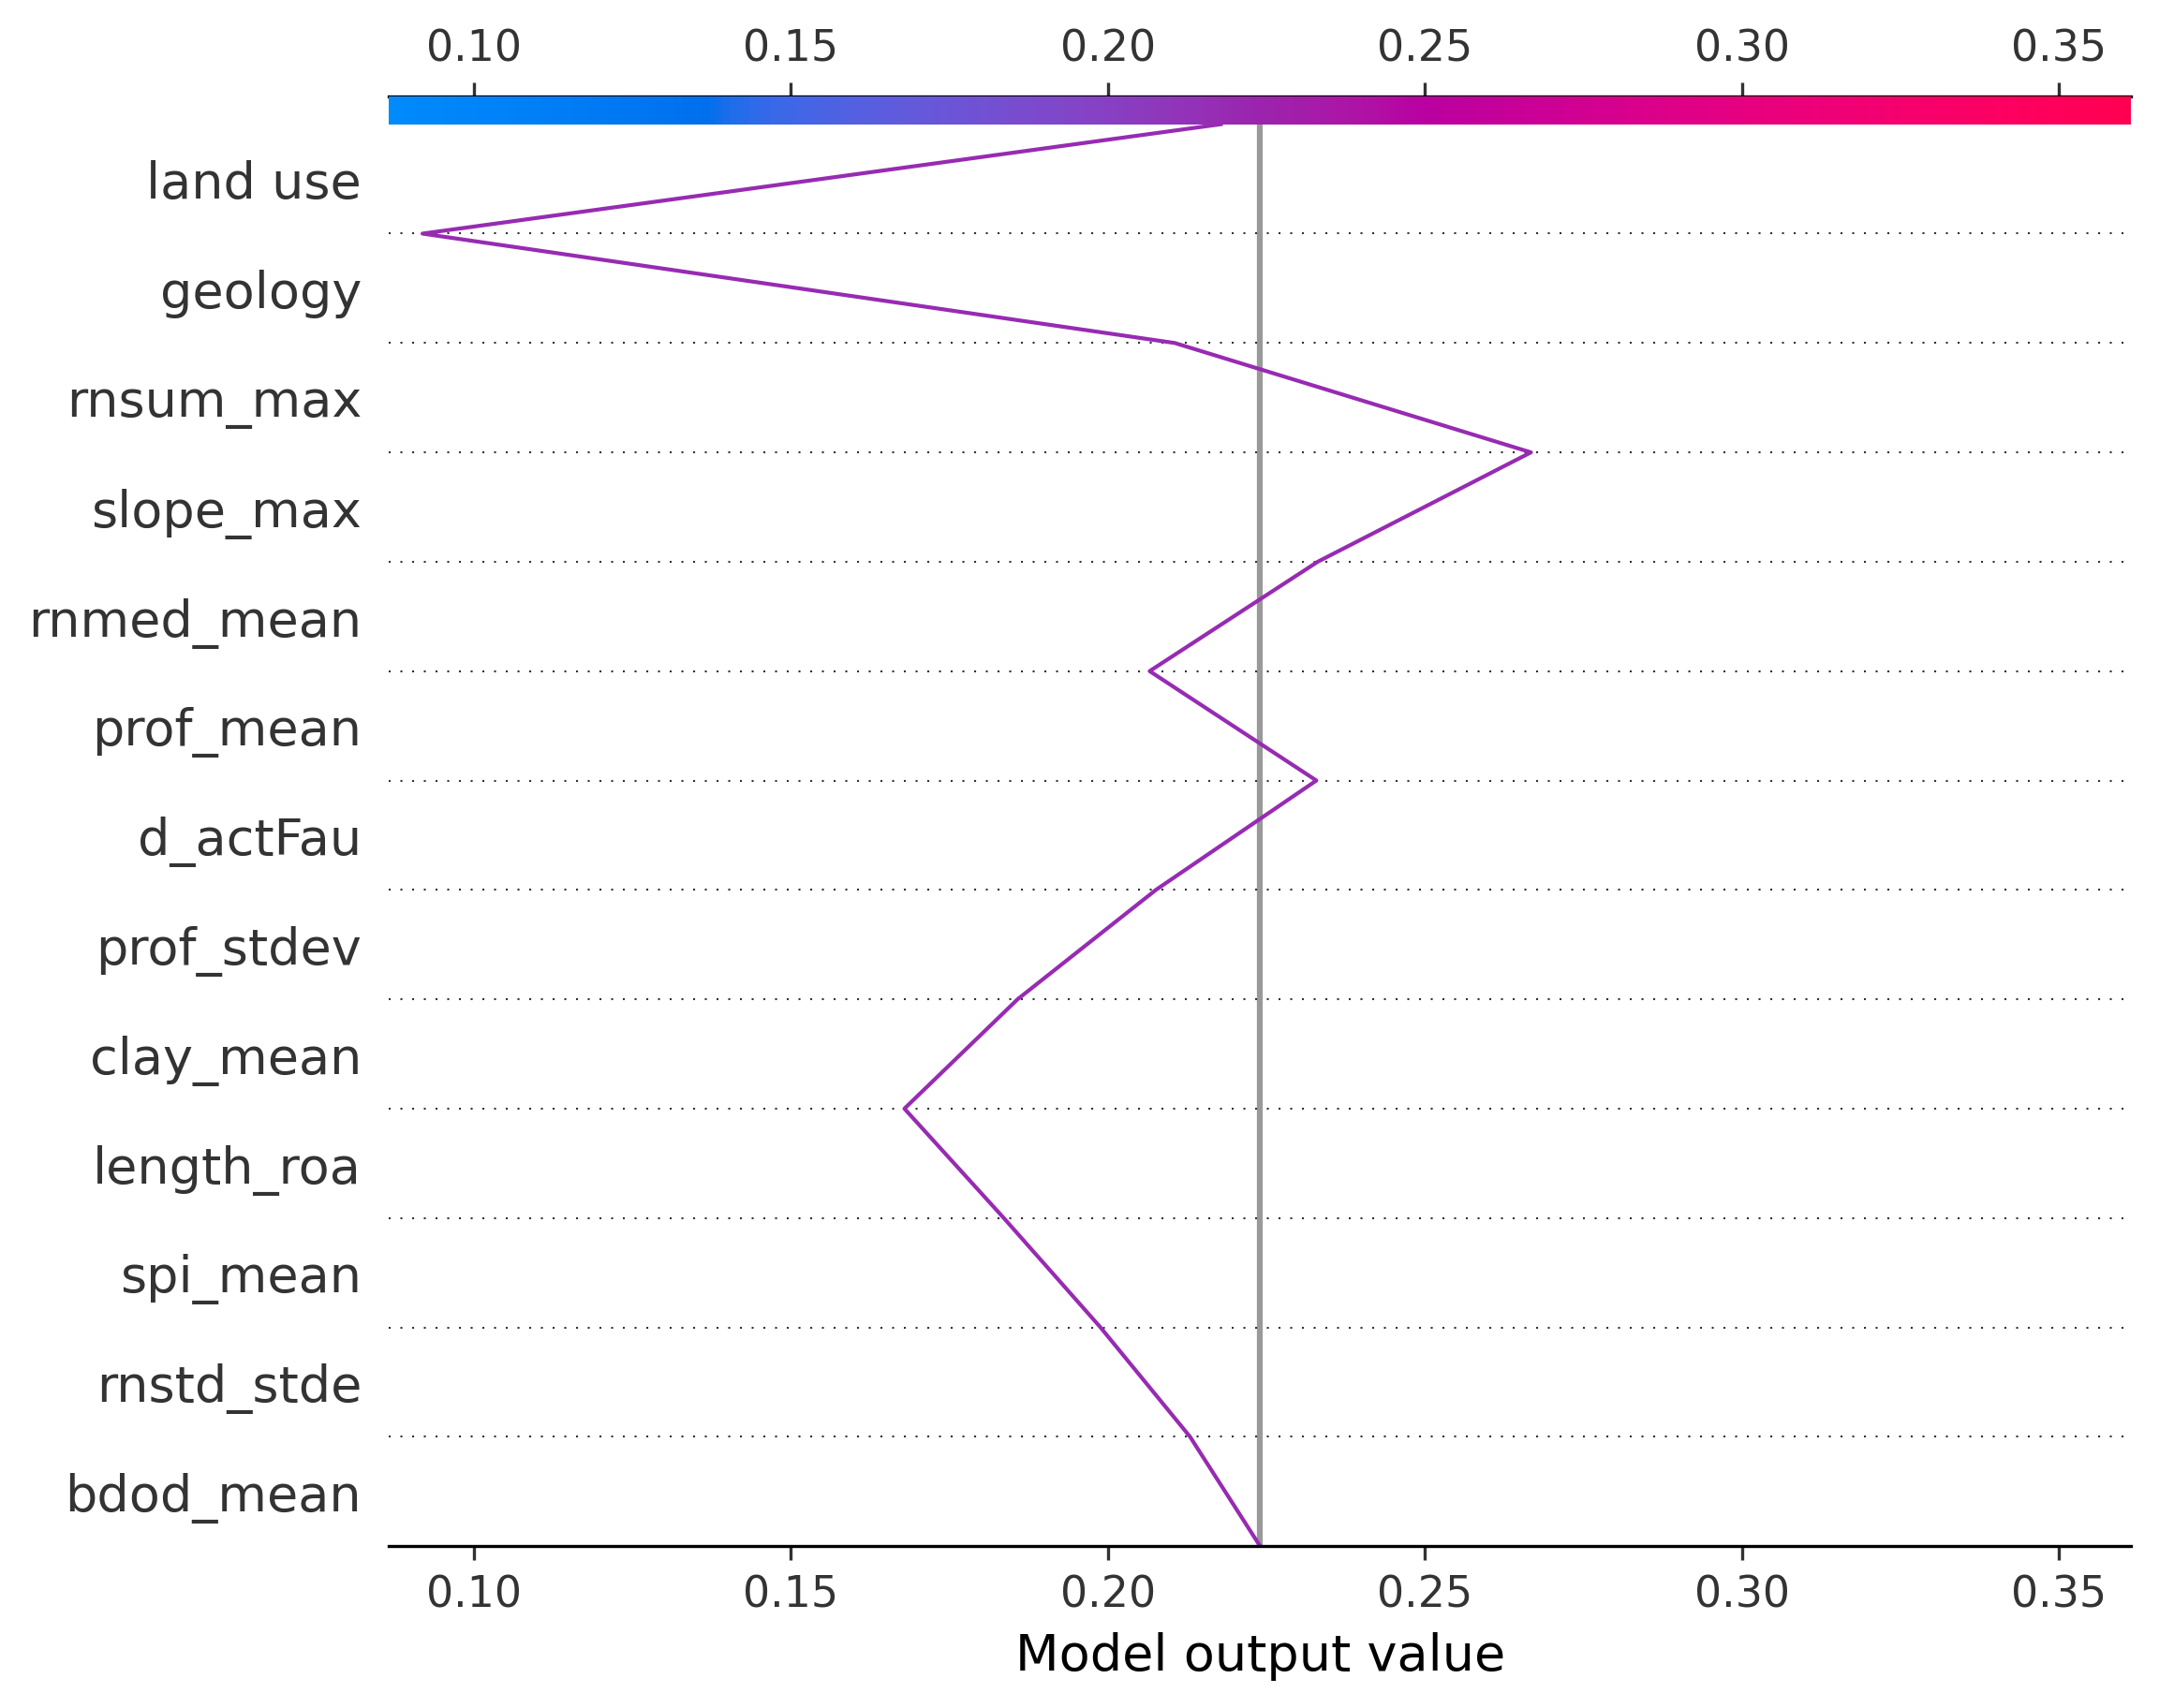 0.10 0.15 0.20 0.25 0.30 0.35
land use
geology
rnsum_max
slope_max
rnmed_mean
prof_mean
d_actFau
prof_stdev
clay_mean
length_roa
spi_mean
rnstd_stde
bdod_mean
0.10 0.15 0.20 0.25 0.30 0.35
Model output value